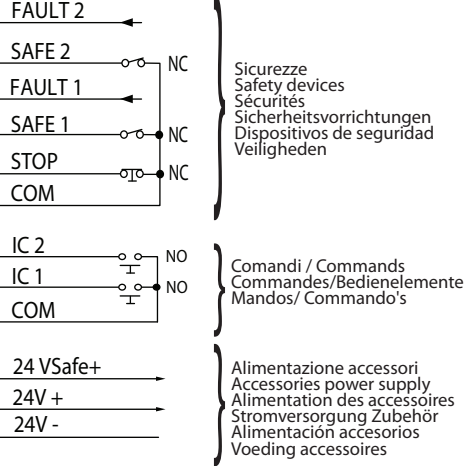 FAULT 2
SAFE 2
NC
FAULT 1
SAFE 1
NC
STOP
NC
COM
Sicurezze
Safety devices
Sécurités
Sicherheitsvorrichtungen
Dispositivos de seguridad
Veiligheden
IC 2
NO
IC 1
NO
COM
Comandi / Commands
Commandes/Bedienelemente
Mandos/ Commando's
24 VSafe+
24V +
24V -
Alimentazione accessori
Accessories power supply
Alimentation des accessoires
Stromversorgung Zubehör
Alimentación accesorios
Voeding accessoires